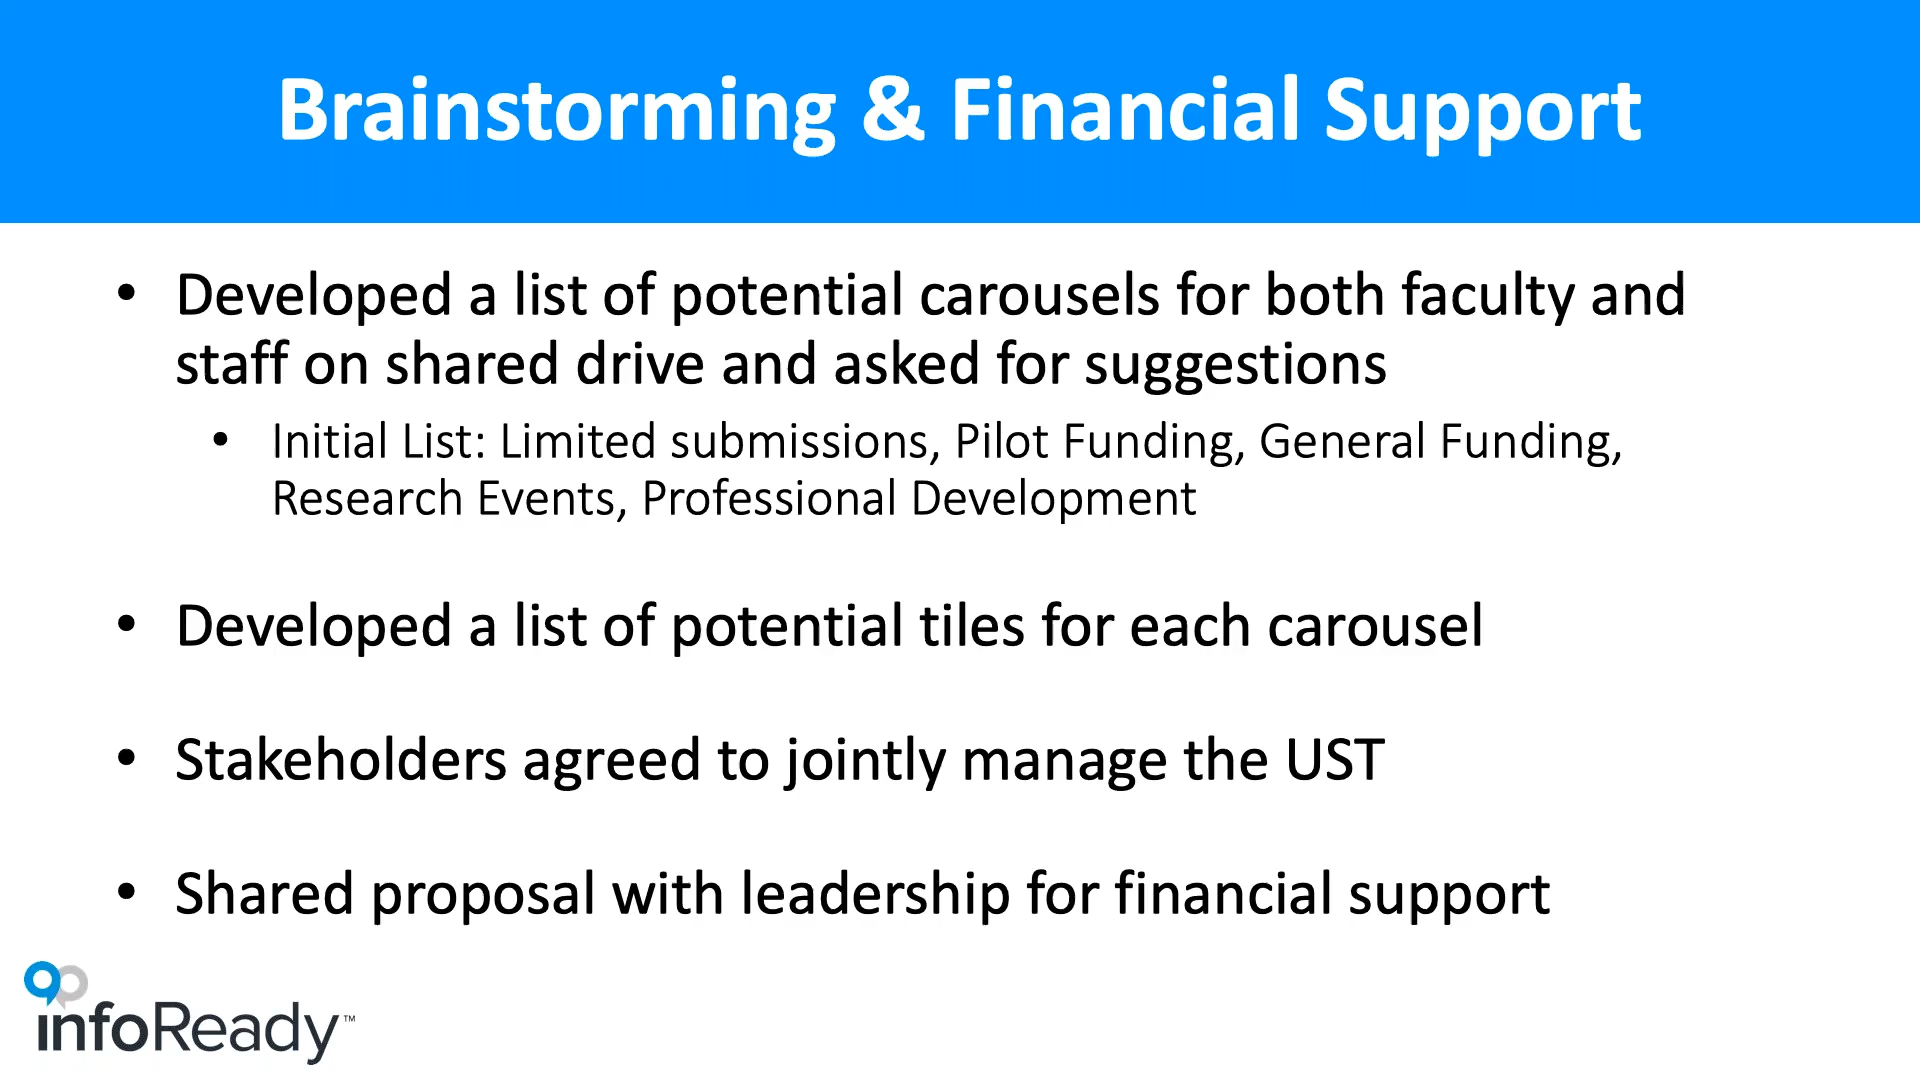 Brainstorming & Financial Support
• Developed a list of potential carousels for both faculty and
staff on shared drive and asked for suggestions
• Initial List: Limited submissions, Pilot Funding, General Funding,
Research Events, Professional Development
• Developed a list of potential tiles for each carousel
• Stakeholders agreed to jointly manage the UST
• Shared proposal with leadership for financial support
infoReady™